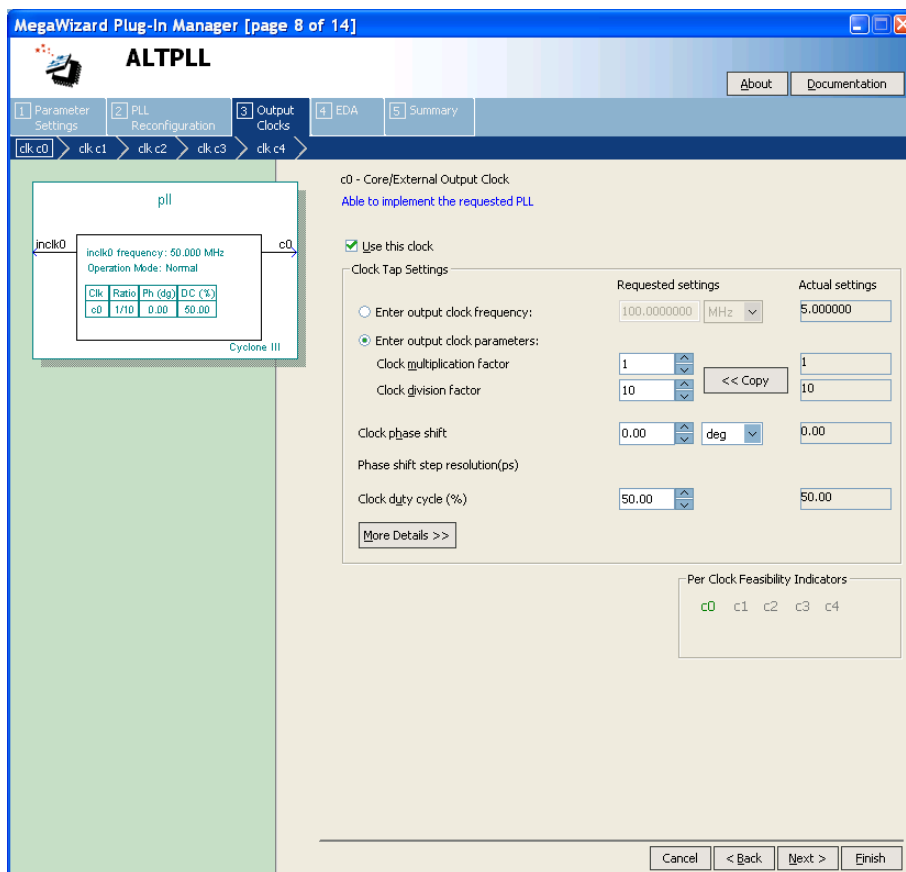 MegaWizard Plug-In Manager [page 8 of 14]
ALTPLL
About
Documentation
1 Parameter Settings
2 PLL Reconfiguration
3 Output Clocks
4 EDA
5 Summary
clk c0
clk c1
clk c2
clk c3
clk c4
pll
inclk0
c0
inclk0 frequency: 50.000 MHz
Operation Mode: Normal
Clk Ratio Ph (dg) DC (%)
c0 1/10 0.00 50.00
Cyclone III
c0 - Core/External Output Clock
Able to implement the requested PLL
Use this clock
Clock Tap Settings
Requested settings
Actual settings
Enter output clock frequency:
100.0000000
MHz
5.000000
Enter output clock parameters:
Clock multiplication factor
1
<< Copy
1
Clock division factor
10
10
Clock phase shift
0.00
deg
0.00
Phase shift step resolution(ps)
Clock duty cycle (%)
50.00
50.00
More Details >>
Per Clock Feasibility Indicators
c0 c1 c2 c3 c4
Cancel
< Back
Next >
Finish